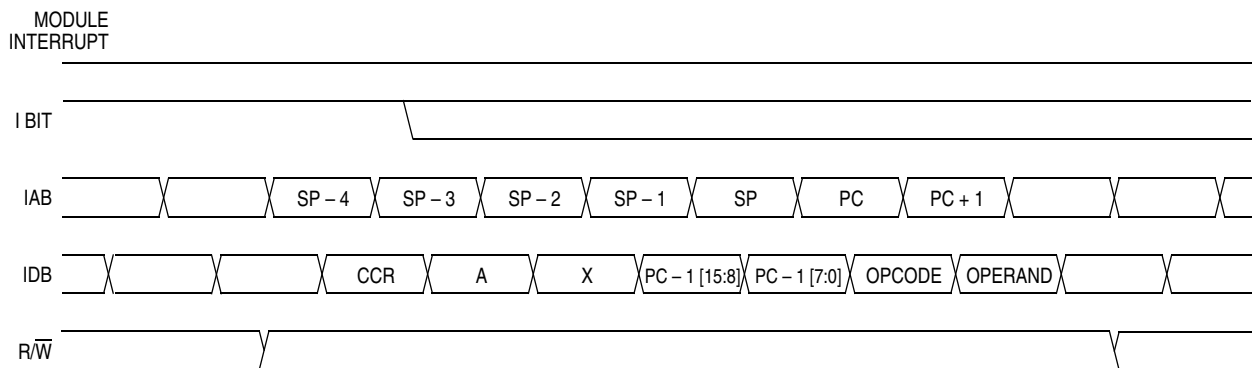 MODULE
INTERRUPT
I BIT
IAB SP – 4 SP – 3 SP – 2 SP – 1 SP PC PC + 1
IDB CCR A X PC – 1 [15:8] PC – 1 [7:0] OPCODE OPERAND
R/W̅